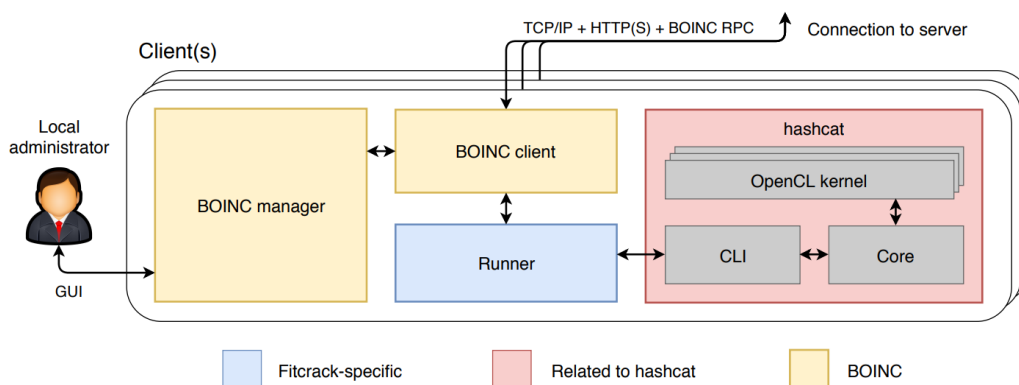 TCP/IP + HTTP(S) + BOINC RPC
Connection to server
Client(s)
Local
administrator
GUI
BOINC manager
BOINC client
Runner
hashcat
OpenCL kernel
CLI
Core
Fitcrack-specific
Related to hashcat
BOINC